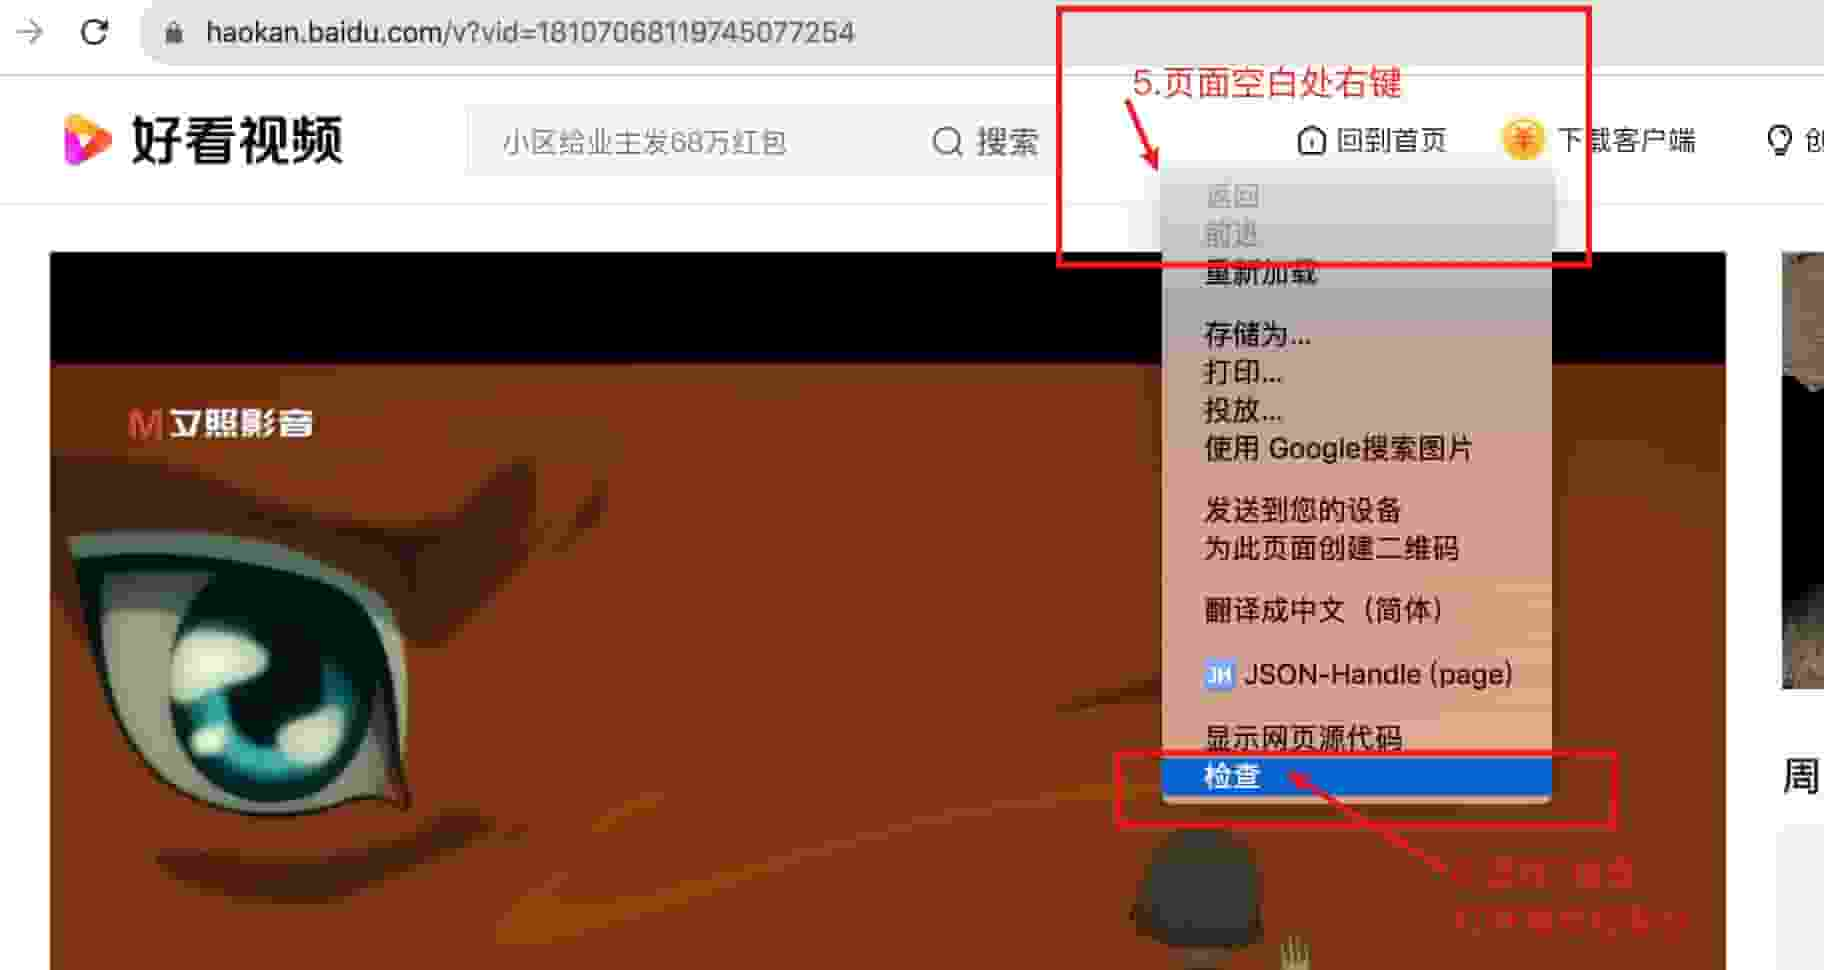 haokan.baidu.com/v?vid=18107068119745077254
5.页面空白处右键
好看视频
小区给业主发68万红包
搜索
回到首页
下载客户端
创
返回
前进
重新加载
存储为...
打印...
投放...
使用 Google搜索图片
M立照影音
发送到您的设备
为此页面创建二维码
翻译成中文（简体）
JH JSON-Handle (page)
显示网页源代码
检查
周